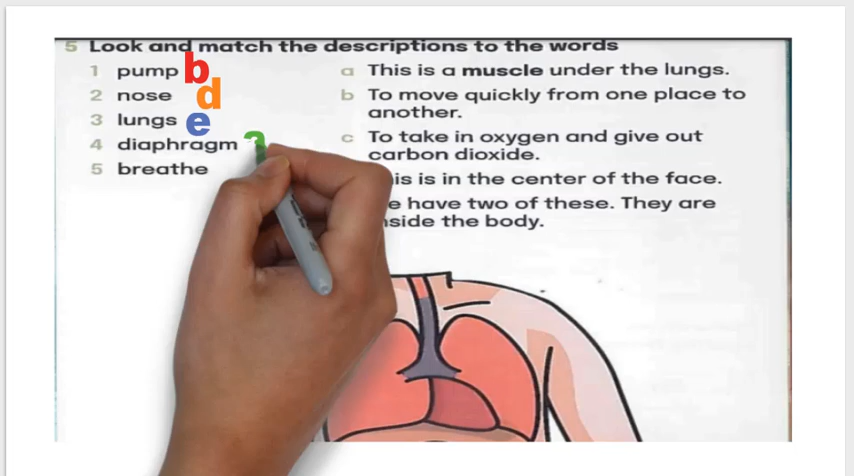 5 Look and match the descriptions to the words
1 pump b
2 nose d
3 lungs e
4 diaphragm
5 breathe
a This is a muscle under the lungs.
b To move quickly from one place to
another.
c To take in oxygen and give out
carbon dioxide.
is in the center of the face.
have two of these. They are
the body.